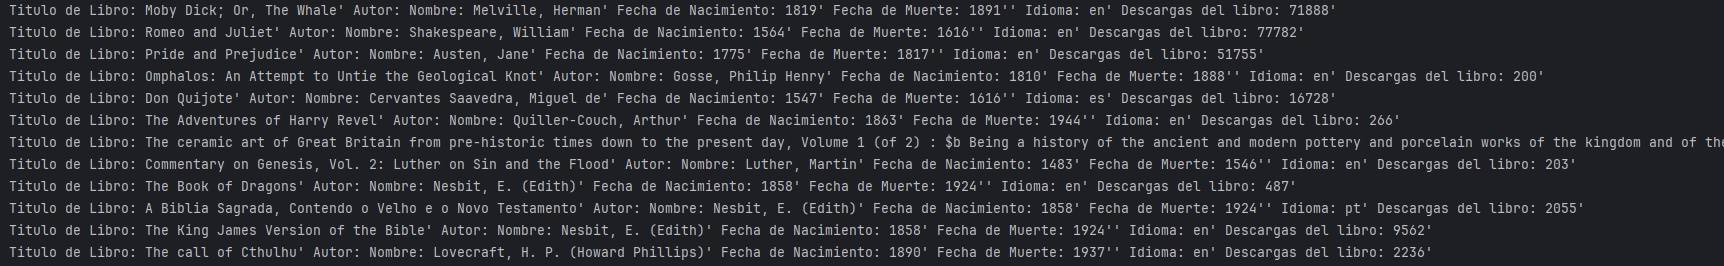 Titulo de Libro: Moby Dick; Or, The Whale' Autor: Nombre: Melville, Herman' Fecha de Nacimiento: 1819' Fecha de Muerte: 1891'' Idioma: en' Descargas del libro: 71888'
Titulo de Libro: Romeo and Juliet' Autor: Nombre: Shakespeare, William' Fecha de Nacimiento: 1564' Fecha de Muerte: 1616'' Idioma: en' Descargas del libro: 77782'
Titulo de Libro: Pride and Prejudice' Autor: Nombre: Austen, Jane' Fecha de Nacimiento: 1775' Fecha de Muerte: 1817'' Idioma: en' Descargas del libro: 51755'
Titulo de Libro: Omphalos: An Attempt to Untie the Geological Knot' Autor: Nombre: Gosse, Philip Henry' Fecha de Nacimiento: 1810' Fecha de Muerte: 1888'' Idioma: en' Descargas del libro: 200'
Titulo de Libro: Don Quijote' Autor: Nombre: Cervantes Saavedra, Miguel de' Fecha de Nacimiento: 1547' Fecha de Muerte: 1616'' Idioma: es' Descargas del libro: 16728'
Titulo de Libro: The Adventures of Harry Revel' Autor: Nombre: Quiller-Couch, Arthur' Fecha de Nacimiento: 1863' Fecha de Muerte: 1944'' Idioma: en' Descargas del libro: 266'
Titulo de Libro: The ceramic art of Great Britain from pre-historic times down to the present day, Volume 1 (of 2) : $b Being a history of the ancient and modern pottery and porcelain works of the kingdom and of the
Titulo de Libro: Commentary on Genesis, Vol. 2: Luther on Sin and the Flood' Autor: Nombre: Luther, Martin' Fecha de Nacimiento: 1483' Fecha de Muerte: 1546'' Idioma: en' Descargas del libro: 203'
Titulo de Libro: The Book of Dragons' Autor: Nombre: Nesbit, E. (Edith)' Fecha de Nacimiento: 1858' Fecha de Muerte: 1924'' Idioma: en' Descargas del libro: 487'
Titulo de Libro: A Biblia Sagrada, Contendo o Velho e o Novo Testamento' Autor: Nombre: Nesbit, E. (Edith)' Fecha de Nacimiento: 1858' Fecha de Muerte: 1924'' Idioma: pt' Descargas del libro: 2055'
Titulo de Libro: The King James Version of the Bible' Autor: Nombre: Nesbit, E. (Edith)' Fecha de Nacimiento: 1858' Fecha de Muerte: 1924'' Idioma: en' Descargas del libro: 9562'
Titulo de Libro: The call of Cthulhu' Autor: Nombre: Lovecraft, H. P. (Howard Phillips)' Fecha de Nacimiento: 1890' Fecha de Muerte: 1937'' Idioma: en' Descargas del libro: 2236'